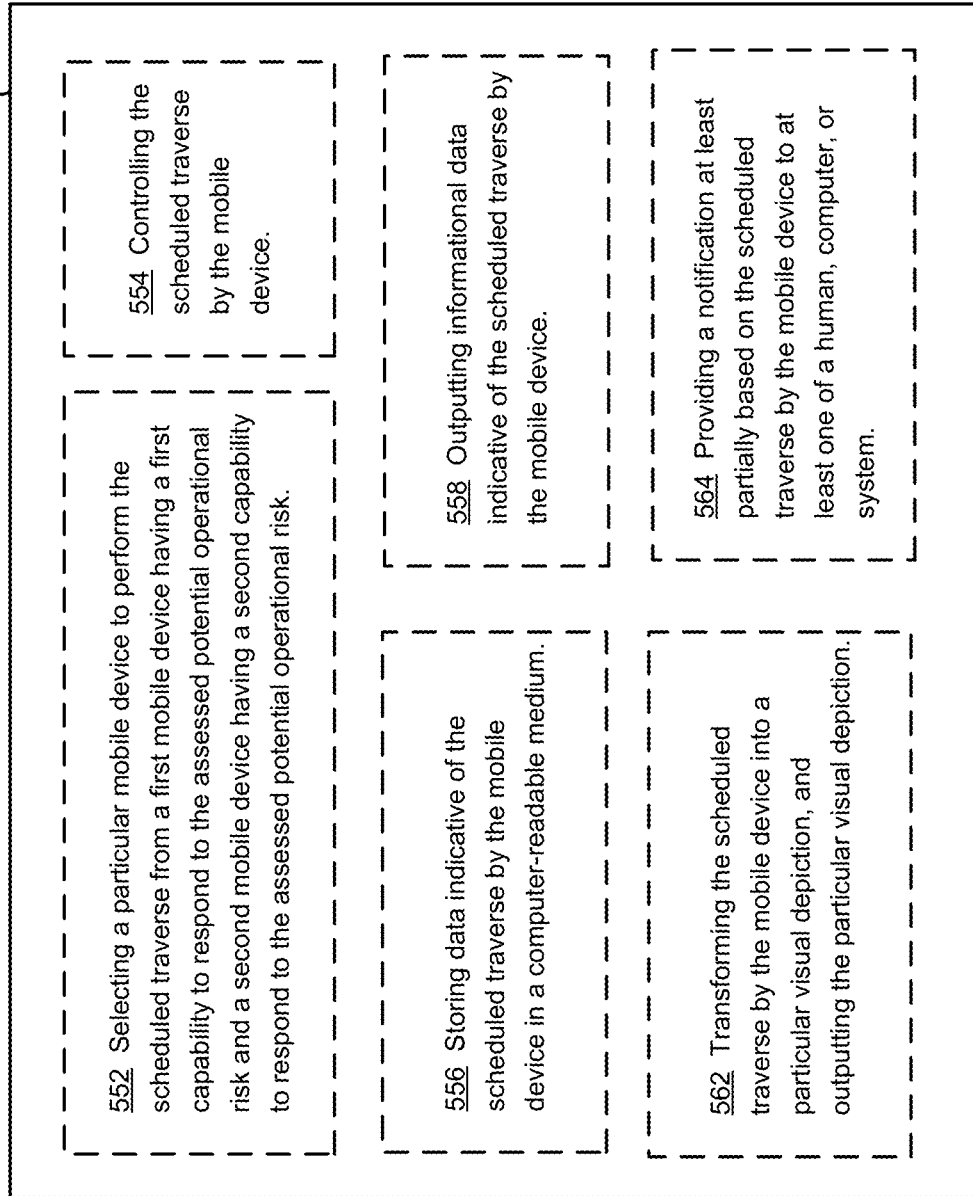 552 Selecting a particular mobile device to perform the
scheduled traverse from a first mobile device having a first
capability to respond to the assessed potential operational
risk and a second mobile device having a second capability
to respond to the assessed potential operational risk.
554 Controlling the
scheduled traverse
by the mobile
device.
556 Storing data indicative of the
scheduled traverse by the mobile
device in a computer-readable medium.
558 Outputting informational data
indicative of the scheduled traverse by
the mobile device.
562 Transforming the scheduled
traverse by the mobile device into a
particular visual depiction, and
outputting the particular visual depiction.
564 Providing a notification at least
partially based on the scheduled
traverse by the mobile device to at
least one of a human, computer, or
system.